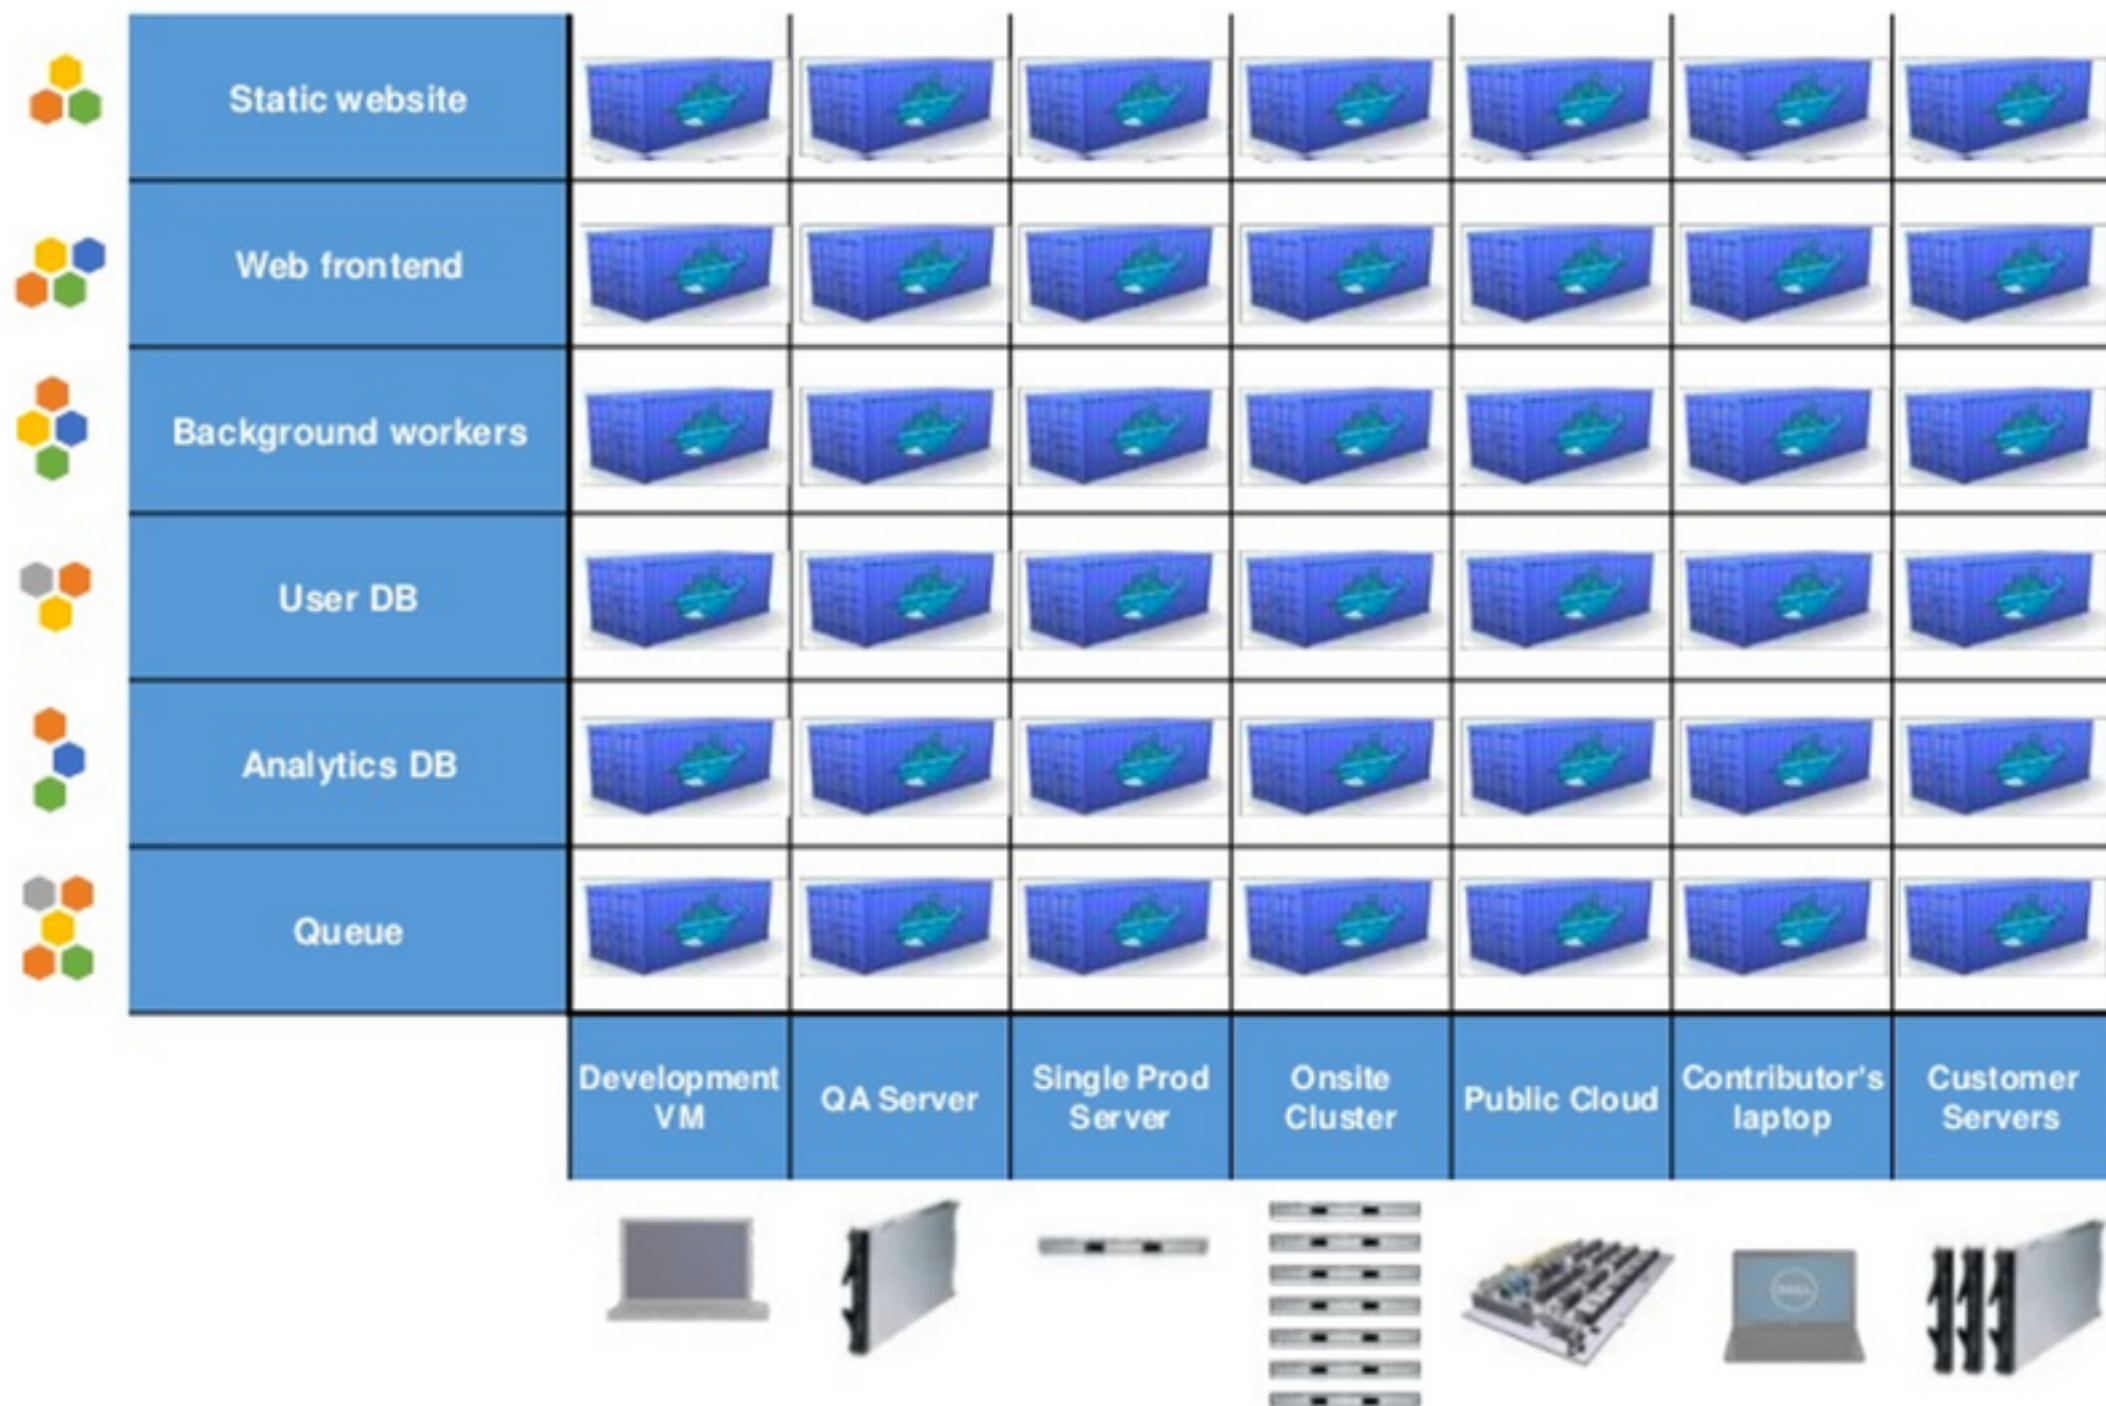 Static website
Web frontend
Background workers
User DB
Analytics DB
Queue
Development
VM
QA Server
Single Prod
Server
Onsite
Cluster
Public Cloud
Contributor's
laptop
Customer
Servers
DELL